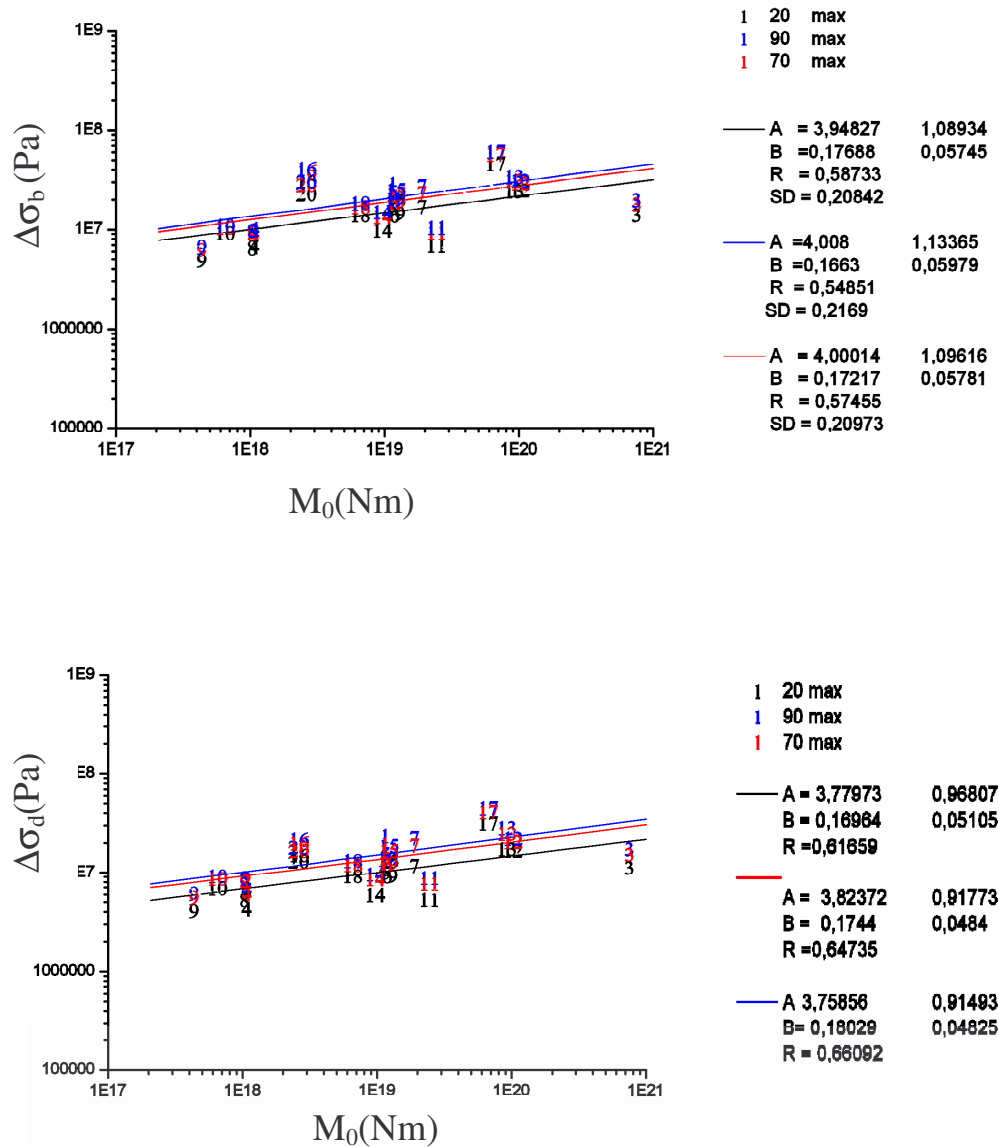 1E9
1E8
1E7
1000000
100000
Δσb (Pa)
1E17 1E18 1E19 1E20 1E21
M0(Nm)
1 20 max
1 90 max
1 70 max
A = 3,94827 1,08934
B =0,17688 0,05745
R = 0,58733
SD = 0,20842
A =4,008 1,13365
B =0,1663 0,05979
R = 0,54851
SD = 0,2169
A = 4,00014 1,09616
B = 0,17217 0,05781
R = 0,57455
SD = 0,20973
1E9
E8
E7
1000000
100000
Δσd(Pa)
1E17 1E18 1E19 1E20 1E21
M0(Nm)
1 20 max
1 90 max
1 70 max
A = 3,77973 0,96807
B = 0,16964 0,05105
R =0,61659
A = 3,82372 0,91773
B = 0,1744 0,0484
R =0,64735
A 3,75856 0,91493
B= 0,18029 0,04825
R = 0,66092